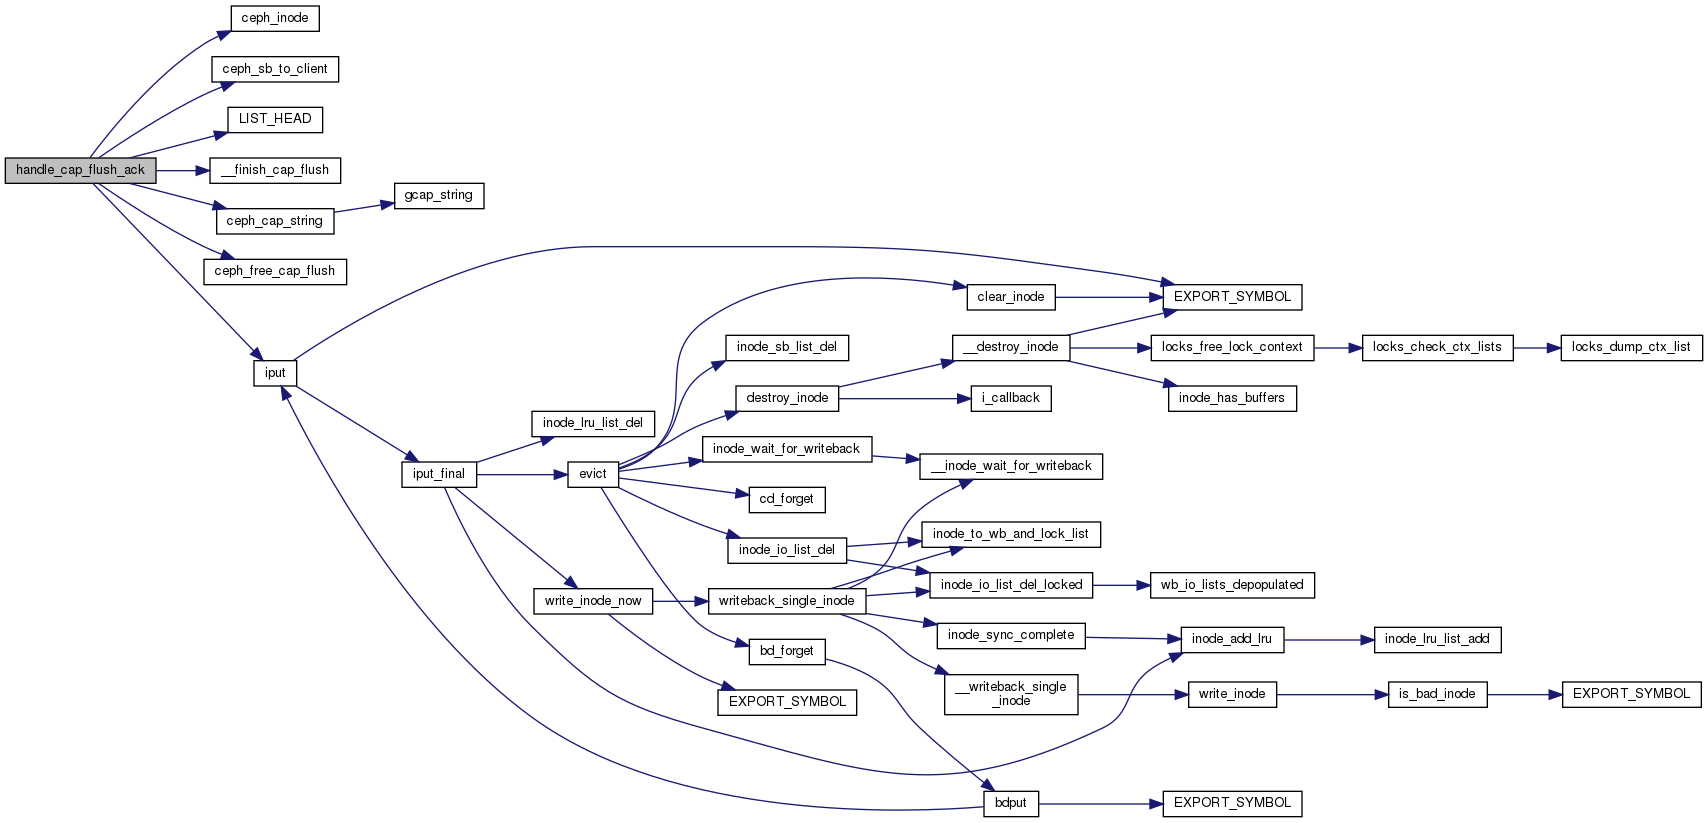 ceph_inode
ceph_sb_to_client
LIST_HEAD
handle_cap_flush_ack
__finish_cap_flush
gcap_string
ceph_cap_string
ceph_free_cap_flush
clear_inode
EXPORT_SYMBOL
inode_sb_list_del
__destroy_inode
locks_free_lock_context
locks_check_ctx_lists
locks_dump_ctx_list
iput
destroy_inode
i_callback
inode_has_buffers
inode_lru_list_del
inode_wait_for_writeback
__inode_wait_for_writeback
iput_final
evict
cd_forget
inode_to_wb_and_lock_list
inode_io_list_del
inode_io_list_del_locked
wb_io_lists_depopulated
write_inode_now
writeback_single_inode
inode_sync_complete
inode_add_lru
inode_lru_list_add
bd_forget
__writeback_single
_inode
write_inode
is_bad_inode
EXPORT_SYMBOL
EXPORT_SYMBOL
bdput
EXPORT_SYMBOL